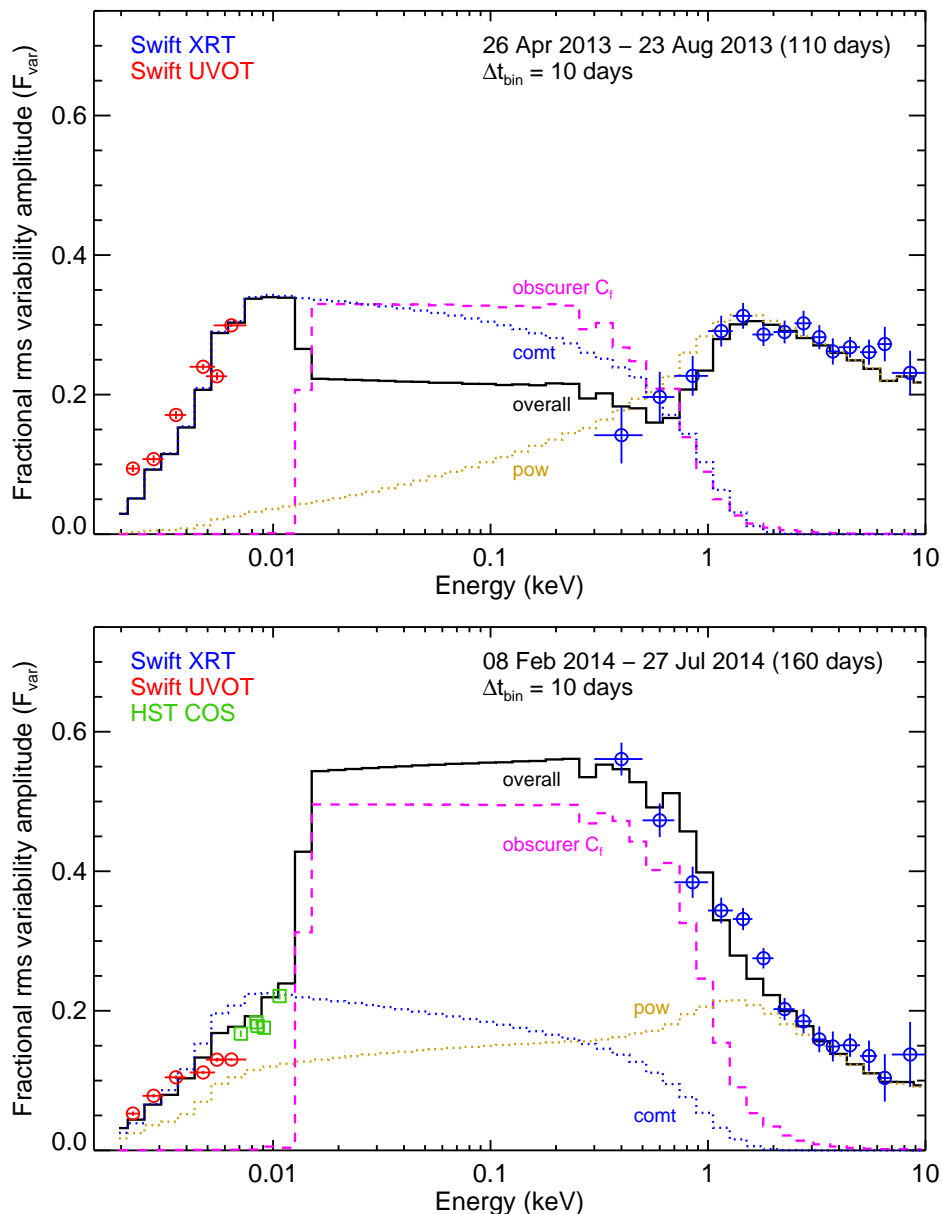 Swift XRT
Swift UVOT
26 Apr 2013 − 23 Aug 2013 (110 days)
Δt_bin = 10 days
Fractional rms variability amplitude (F_var)
0.6
0.4
0.2
0.0
obscurer C_f
comt
overall
pow
0.01
0.1
1
10
Energy (keV)
Swift XRT
Swift UVOT
HST COS
08 Feb 2014 − 27 Jul 2014 (160 days)
Δt_bin = 10 days
Fractional rms variability amplitude (F_var)
0.6
0.4
0.2
0.0
overall
obscurer C_f
pow
comt
0.01
0.1
1
10
Energy (keV)